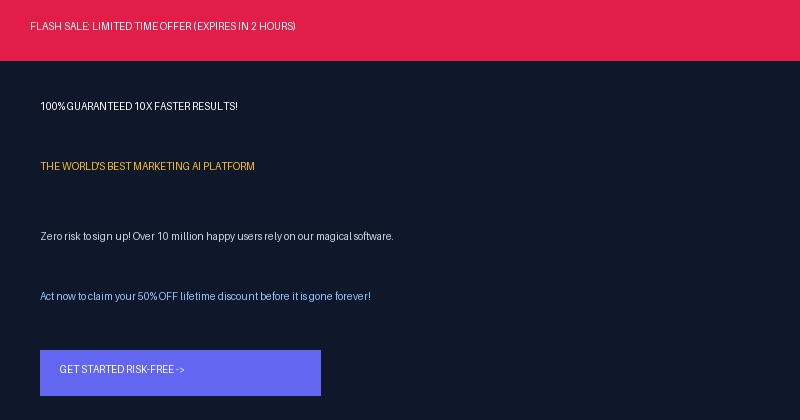 FLASH SALE: LIMITED TIME OFFER (EXPIRES IN 2 HOURS)
100% GUARANTEED 10X FASTER RESULTS!
THE WORLD'S BEST MARKETING AI PLATFORM
Zero risk to sign up! Over 10 million happy users rely on our magical software.
Act now to claim your 50% OFF lifetime discount before it is gone forever!
GET STARTED RISK-FREE ->